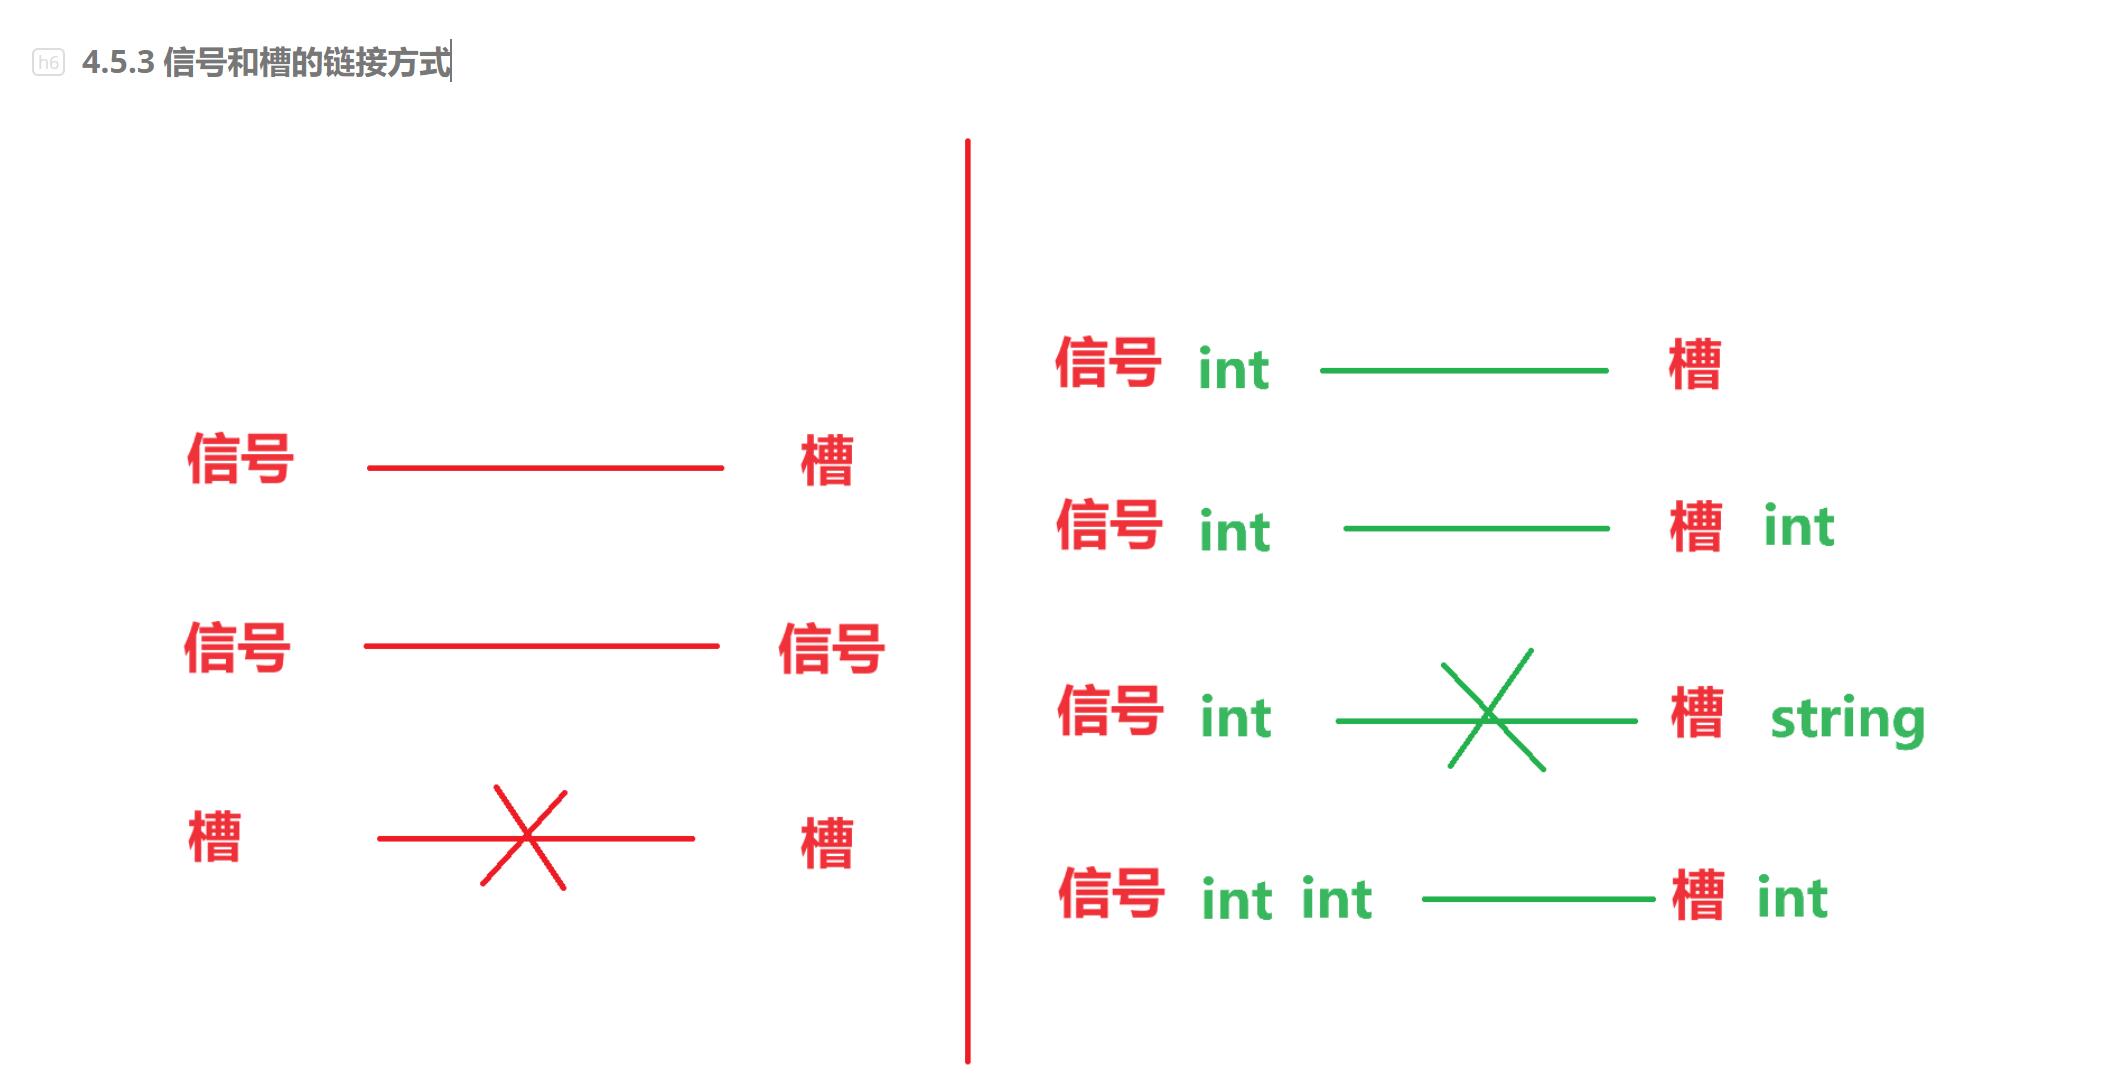 h6 4.5.3 信号和槽的链接方式
信号 槽
信号 信号
槽 槽
信号 int 槽
信号 int 槽 int
信号 int 槽 string
信号 int int 槽 int